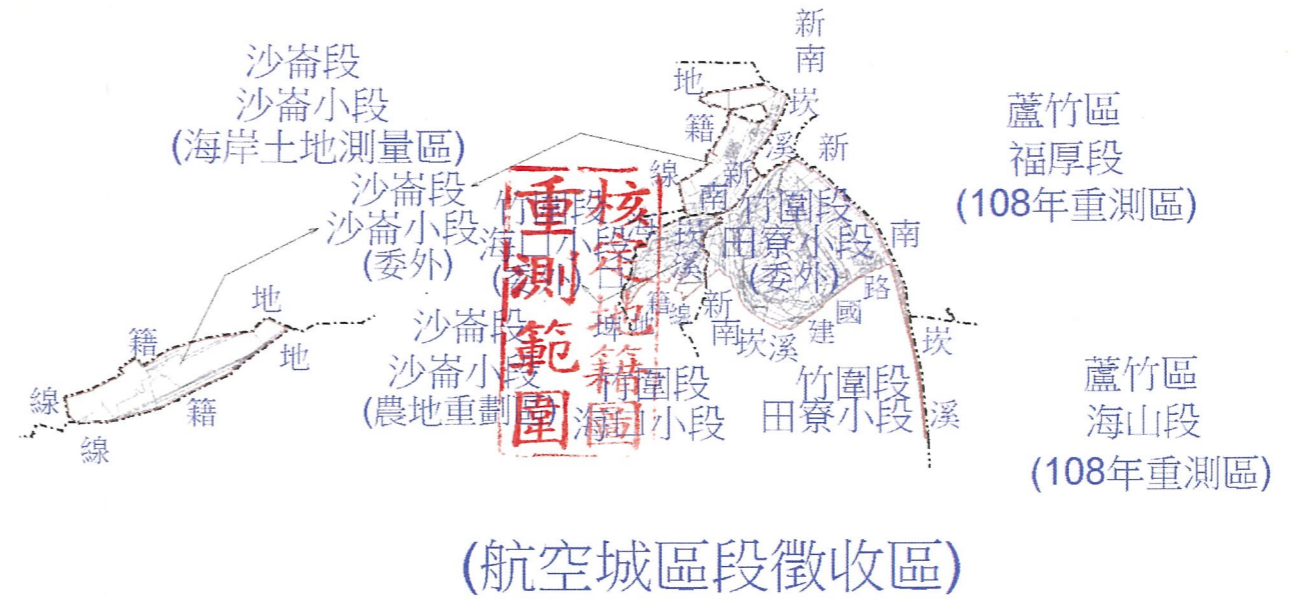 沙崙段
沙崙小段
(海岸土地測量區)
沙崙段
沙崙小段
(委外)
竹圍段
海口小段
(委外)
竹圍段
田寮小段
(委外)
沙崙段
沙崙小段
(農地重劃區)
竹圍段
海口小段
竹圍段
田寮小段
蘆竹區
福厚段
(108年重測區)
蘆竹區
海山段
(108年重測區)
新南崁溪
新南崁溪
新南崁溪
新南崁溪
建國路
地籍線
地籍線
地籍線
地籍線
核定地籍圖
重測範圍
(航空城區段徵收區)